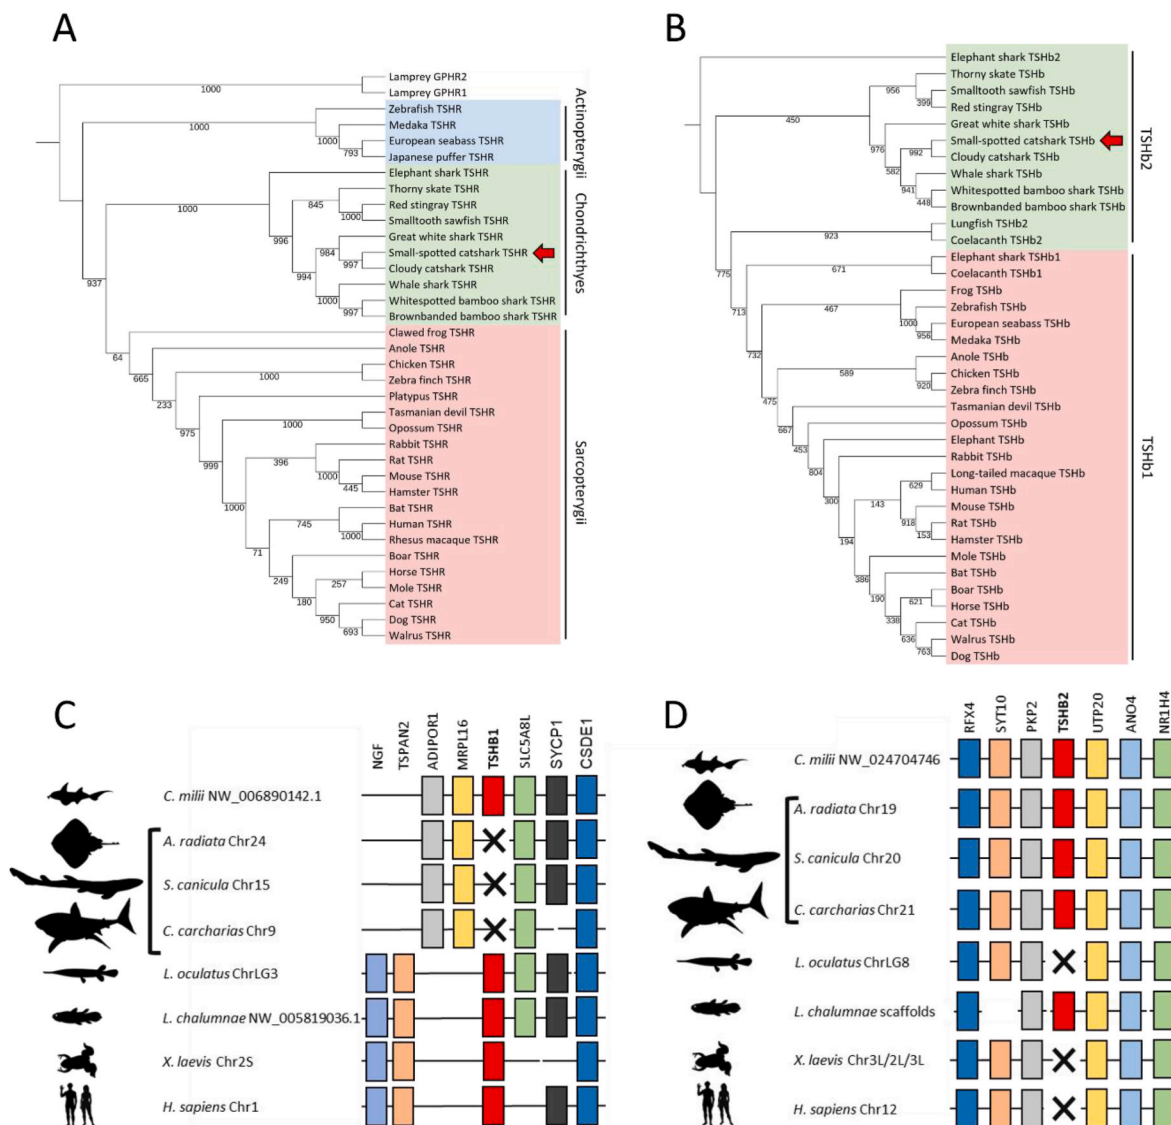 A
Lamprey GPHR2
Lamprey GPHR1
Zebrafish TSHR
Medaka TSHR
European seabass TSHR
Japanese puffer TSHR
Elephant shark TSHR
Thorny skate TSHR
Red stingray TSHR
Smalltooth sawfish TSHR
Great white shark TSHR
Small-spotted catshark TSHR
Cloudy catshark TSHR
Whale shark TSHR
Whitespotted bamboo shark TSHR
Brownbanded bamboo shark TSHR
Clawed frog TSHR
Anole TSHR
Chicken TSHR
Zebra finch TSHR
Platypus TSHR
Tasmanian devil TSHR
Opossum TSHR
Rabbit TSHR
Rat TSHR
Mouse TSHR
Hamster TSHR
Bat TSHR
Human TSHR
Rhesus macaque TSHR
Boar TSHR
Horse TSHR
Mole TSHR
Cat TSHR
Dog TSHR
Walrus TSHR
Actinopterygii
Chondrichthyes
Sarcopterygii
1000
1000
1000
793
1000
845
1000
996
984
997
994
1000
997
937
64
665
1000
233
975
1000
999
396
1000
445
1000
745
1000
71
249
257
180
950
693
B
Elephant shark TSHb2
Thorny skate TSHb
Smalltooth sawfish TSHb
Red stingray TSHb
Great white shark TSHb
Small-spotted catshark TSHb
Cloudy catshark TSHb
Whale shark TSHb
Whitespotted bamboo shark TSHb
Brownbanded bamboo shark TSHb
Lungfish TSHb2
Coelacanth TSHb2
Elephant shark TSHb1
Coelacanth TSHb1
Frog TSHb
Zebrafish TSHb
European seabass TSHb
Medaka TSHb
Anole TSHb
Chicken TSHb
Zebra finch TSHb
Tasmanian devil TSHb
Opossum TSHb
Elephant TSHb
Rabbit TSHb
Long-tailed macaque TSHb
Human TSHb
Mouse TSHb
Rat TSHb
Hamster TSHb
Mole TSHb
Bat TSHb
Boar TSHb
Horse TSHb
Cat TSHb
Walrus TSHb
Dog TSHb
TSHb2
TSHb1
956
399
450
976
992
582
941
448
923
775
671
713
467
1000
956
732
589
920
475
667
453
804
300
629
143
918
153
194
386
190
621
338
636
763
C
NGF
TSPAN2
ADIPOR1
MRPL16
TSHB1
SLC5A8L
SYCP1
CSDE1
C. milii NW_006890142.1
A. radiata Chr24
S. canicula Chr15
C. carcharias Chr9
L. oculatus ChrLG3
L. chalumnae NW_005819036.1
X. laevis Chr2S
H. sapiens Chr1
D
RFX4
SYT10
PKP2
TSHB2
UTP20
ANO4
NR1H4
C. milii NW_024704746
A. radiata Chr19
S. canicula Chr20
C. carcharias Chr21
L. oculatus ChrLG8
L. chalumnae scaffolds
X. laevis Chr3L/2L/3L
H. sapiens Chr12